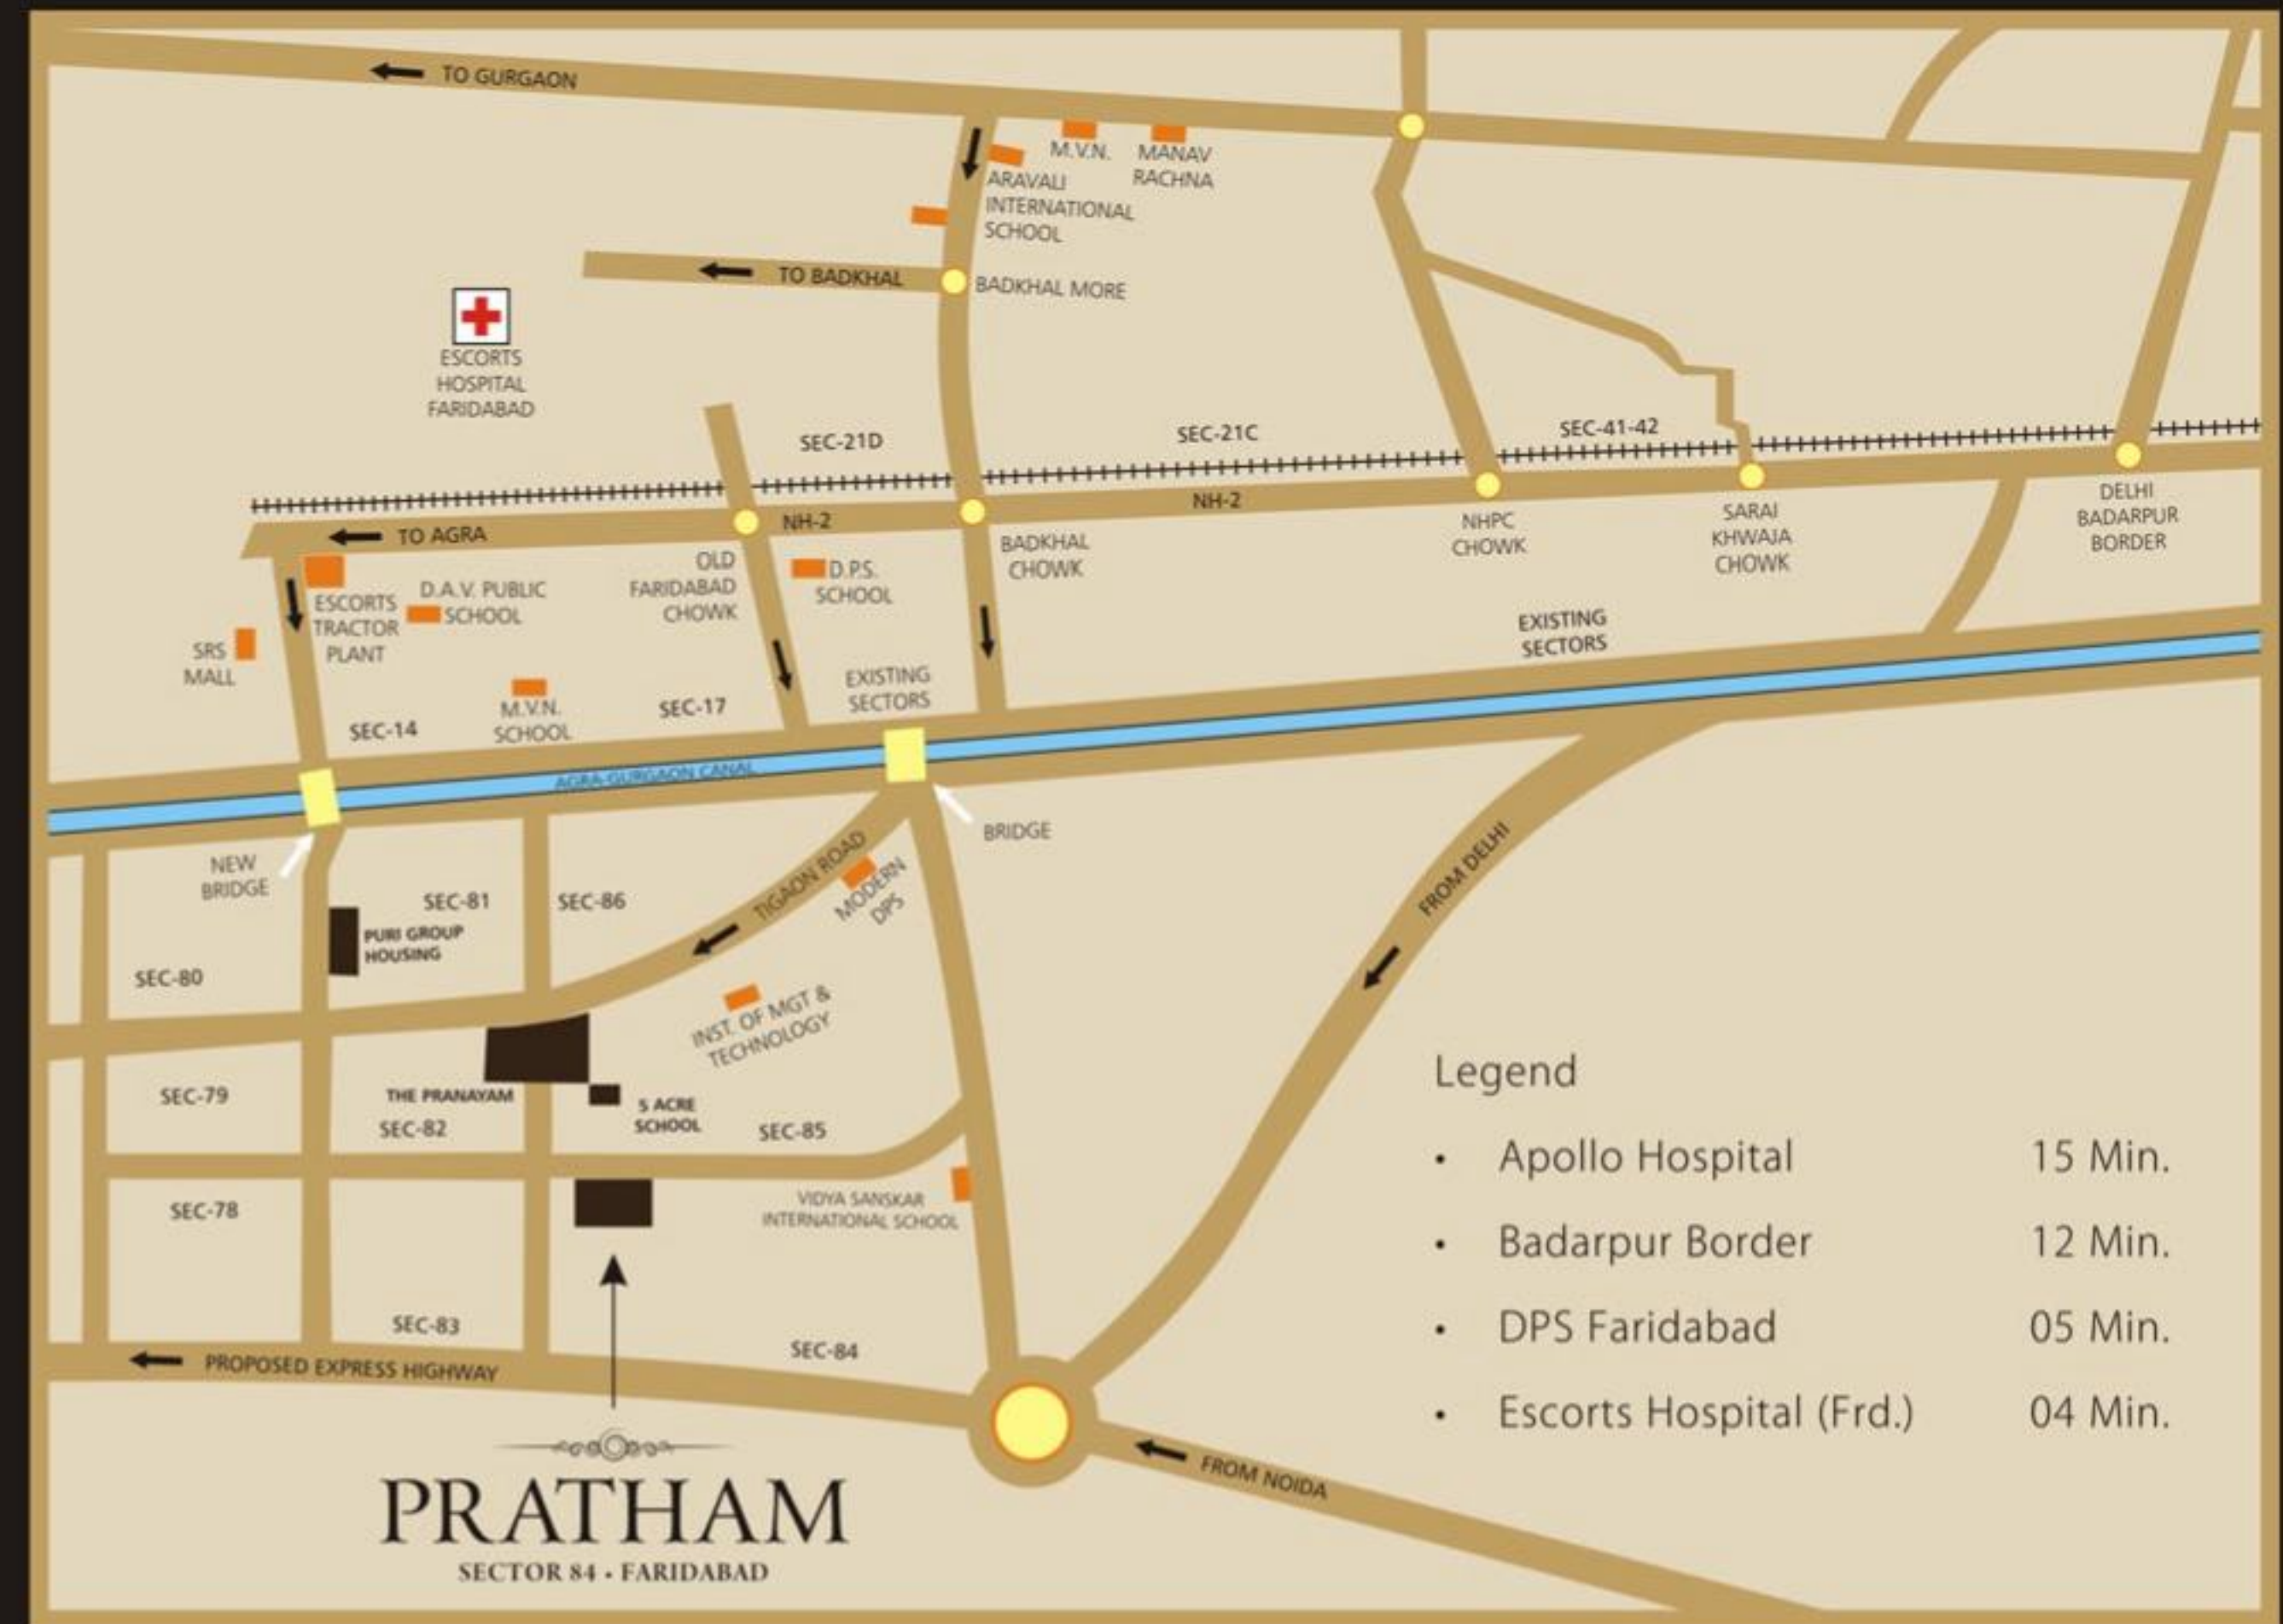 TO GURGAON
M.V.N.
MANAV
RACHNA
ARAVALI
INTERNATIONAL
SCHOOL
TO BADKHAL
BADKHAL MORE
ESCORTS
HOSPITAL
FARIDABAD
SEC-21D
SEC-21C
SEC-41-42
TO AGRA
NH-2
NH-2
OLD
FARIDABAD
CHOWK
D.P.S.
SCHOOL
BADKHAL
CHOWK
NHPC
CHOWK
SARAI
KHWAJA
CHOWK
DELHI
BADARPUR
BORDER
ESCORTS
TRACTOR
PLANT
D.A.V. PUBLIC
SCHOOL
SRS
MALL
M.V.N.
SCHOOL
SEC-14
SEC-17
EXISTING
SECTORS
EXISTING
SECTORS
AGRA-GURGAON CANAL
NEW
BRIDGE
BRIDGE
SEC-81
SEC-86
TIGAON ROAD
MODERN
DPS
FROM DELHI
PURI GROUP
HOUSING
SEC-80
INST. OF MGT &
TECHNOLOGY
SEC-79
THE PRANAYAM
SEC-82
5 ACRE
SCHOOL
SEC-85
SEC-78
VIDYA SANSKAR
INTERNATIONAL SCHOOL
SEC-83
SEC-84
PROPOSED EXPRESS HIGHWAY
FROM NOIDA
Legend
• Apollo Hospital 15 Min.
• Badarpur Border 12 Min.
• DPS Faridabad 05 Min.
• Escorts Hospital (Frd.) 04 Min.
PRATHAM
SECTOR 84 • FARIDABAD